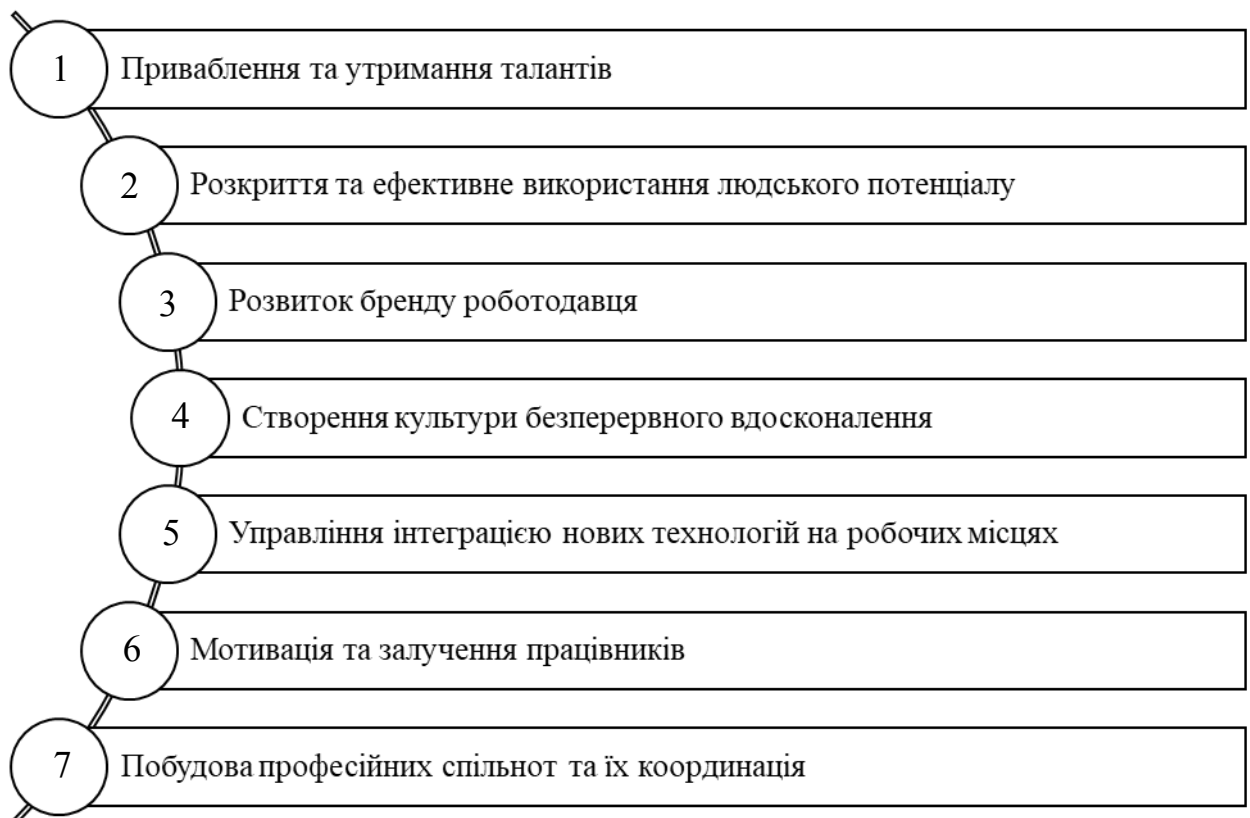 1 Приваблення та утримання талантів
2 Розкриття та ефективне використання людського потенціалу
3 Розвиток бренду роботодавця
4 Створення культури безперервного вдосконалення
5 Управління інтеграцією нових технологій на робочих місцях
6 Мотивація та залучення працівників
7 Побудова професійних спільнот та їх координація